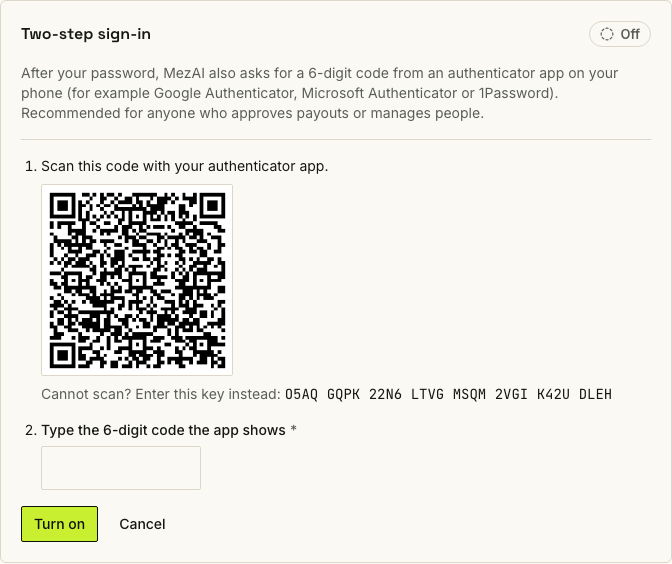 Two-step sign-in
Off
After your password, MezAI also asks for a 6-digit code from an authenticator app on your
phone (for example Google Authenticator, Microsoft Authenticator or 1Password).
Recommended for anyone who approves payouts or manages people.
1. Scan this code with your authenticator app.
Cannot scan? Enter this key instead: O5AQ GQPK 22N6 LTVG MSQM 2VGI K42U DLEH
2. Type the 6-digit code the app shows *
Turn on
Cancel